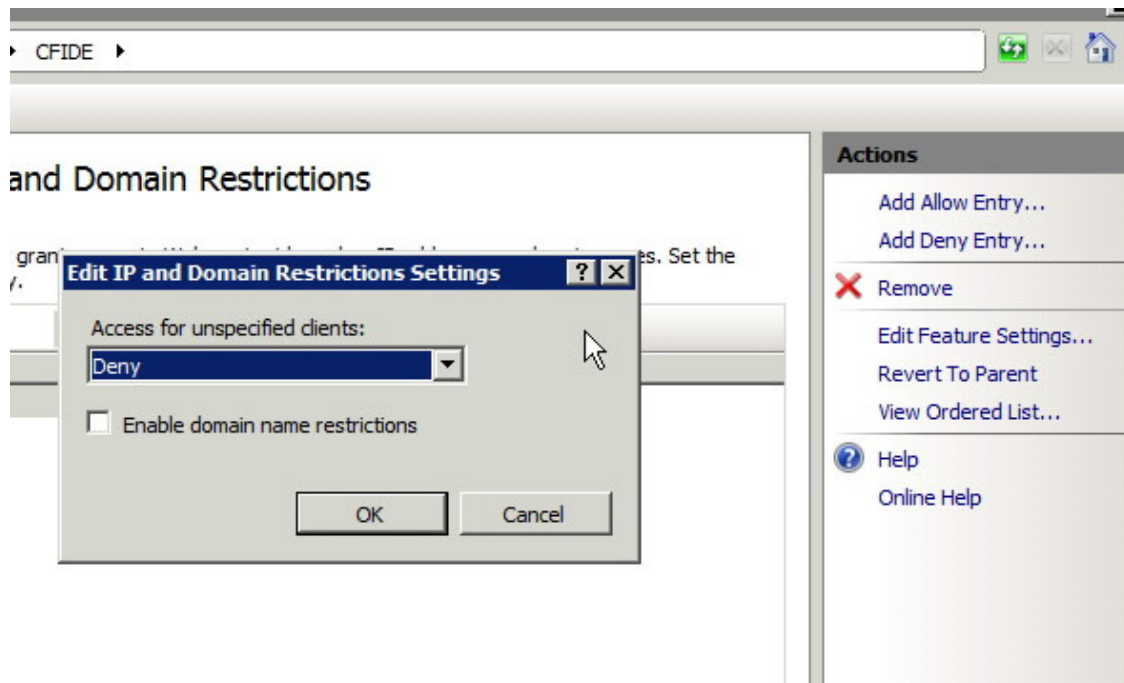 CFIDE
and Domain Restrictions
Actions
Add Allow Entry...
Add Deny Entry...
gran es. Set the
y.
Edit IP and Domain Restrictions Settings
Remove
Access for unspecified clients:
Deny
Edit Feature Settings...
Revert To Parent
View Ordered List...
Enable domain name restrictions
Help
Online Help
OK Cancel